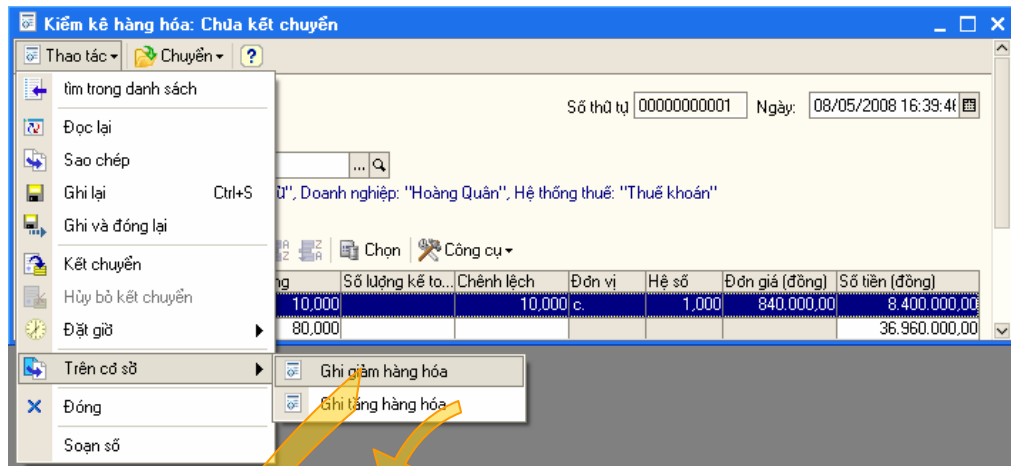 Kiểm kê hàng hóa: Chưa kết chuyển
Thao tác Chuyển ?
tìm trong danh sách
Số thứ tự 00000000001 Ngày: 08/05/2008 16:39:46
Đọc lại
Sao chép
...
", Doanh nghiệp: "Hoàng Quân", Hệ thống thuế: "Thuế khoán"
Ghi lại Ctrl+S
Ghi và đóng lại
Chọn Công cụ
Kết chuyển
Số lượng kế to... Chênh lệch Đơn vị Hệ số Đơn giá (đồng) Số tiền (đồng)
Hủy bỏ kết chuyển
10,000 10,000 c. 1,000 840.000,00 8.400.000,00
Đặt giờ
80,000 36.960.000,00
Trên cơ sở
Ghi giảm hàng hóa
Ghi tăng hàng hóa
Đóng
Soạn số